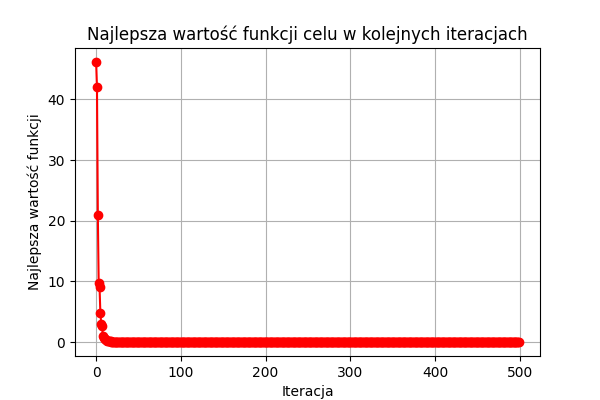 Najlepsza wartość funkcji celu w kolejnych iteracjach
Najlepsza wartość funkcji
40
30
20
10
0
0 100 200 300 400 500
Iteracja